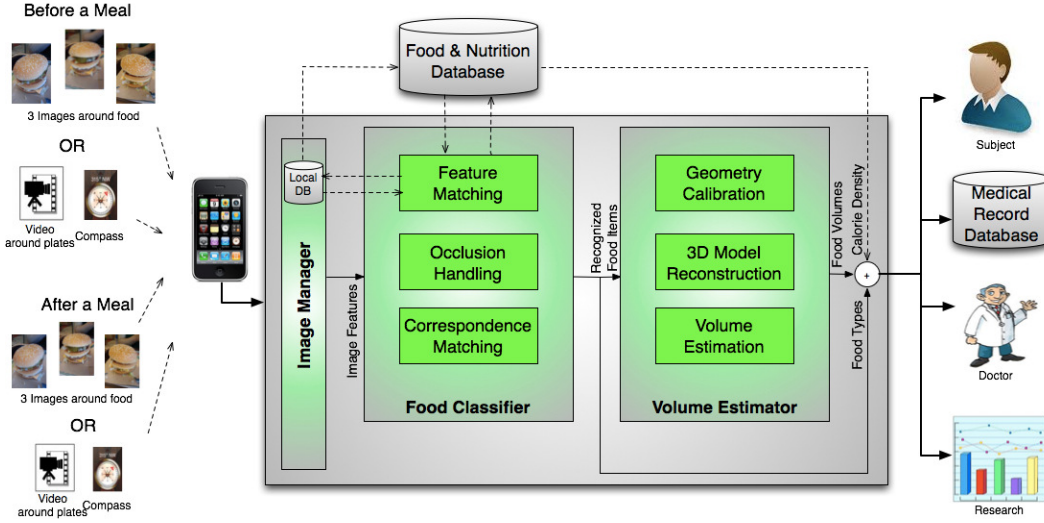 Before a Meal
3 Images around food
OR
Video
around plates
Compass
After a Meal
3 Images around food
OR
Video
around plates
Compass
Food & Nutrition
Database
Local
DB
Image Manager
Image Features
Feature
Matching
Occlusion
Handling
Correspondence
Matching
Food Classifier
Recognized
Food Items
Geometry
Calibration
3D Model
Reconstruction
Volume
Estimation
Volume Estimator
Food Volumes
Calorie Density
+
Food Types
Subject
Medical
Record
Database
Doctor
Research